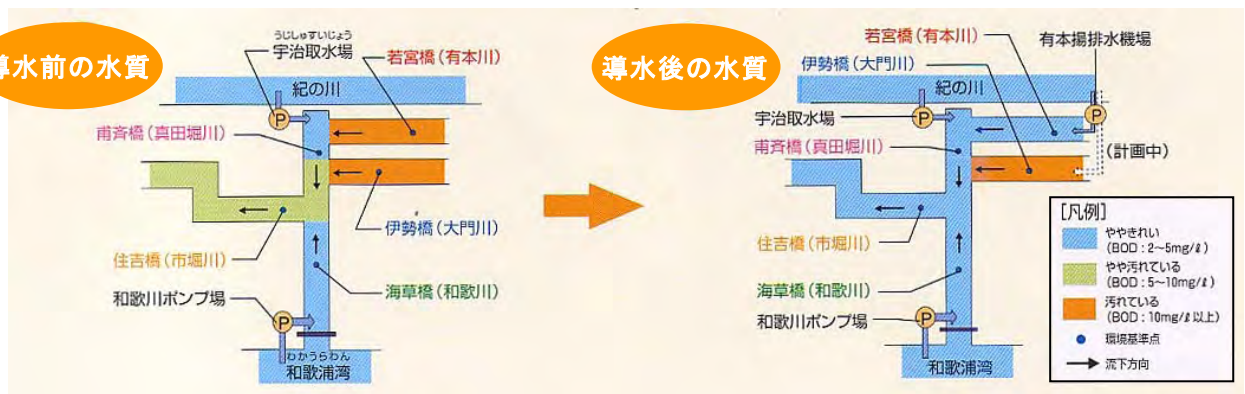 導水前の水質
うじしゅすいじょう
宇治取水場
若宮橋(有本川)
紀の川
P
甫斉橋(真田堀川)
伊勢橋(大門川)
住吉橋(市堀川)
海草橋(和歌川)
和歌川ポンプ場
P
わかうらわん
和歌浦湾
導水後の水質
若宮橋(有本川)
有本揚排水機場
伊勢橋(大門川)
紀の川
宇治取水場
P
P
甫斉橋(真田堀川)
(計画中)
住吉橋(市堀川)
海草橋(和歌川)
和歌川ポンプ場
P
和歌浦湾
[凡例]
ややきれい
(BOD:2~5mg/ℓ)
やや汚れている
(BOD:5~10mg/ℓ)
汚れている
(BOD:10mg/ℓ以上)
環境基準点
流下方向